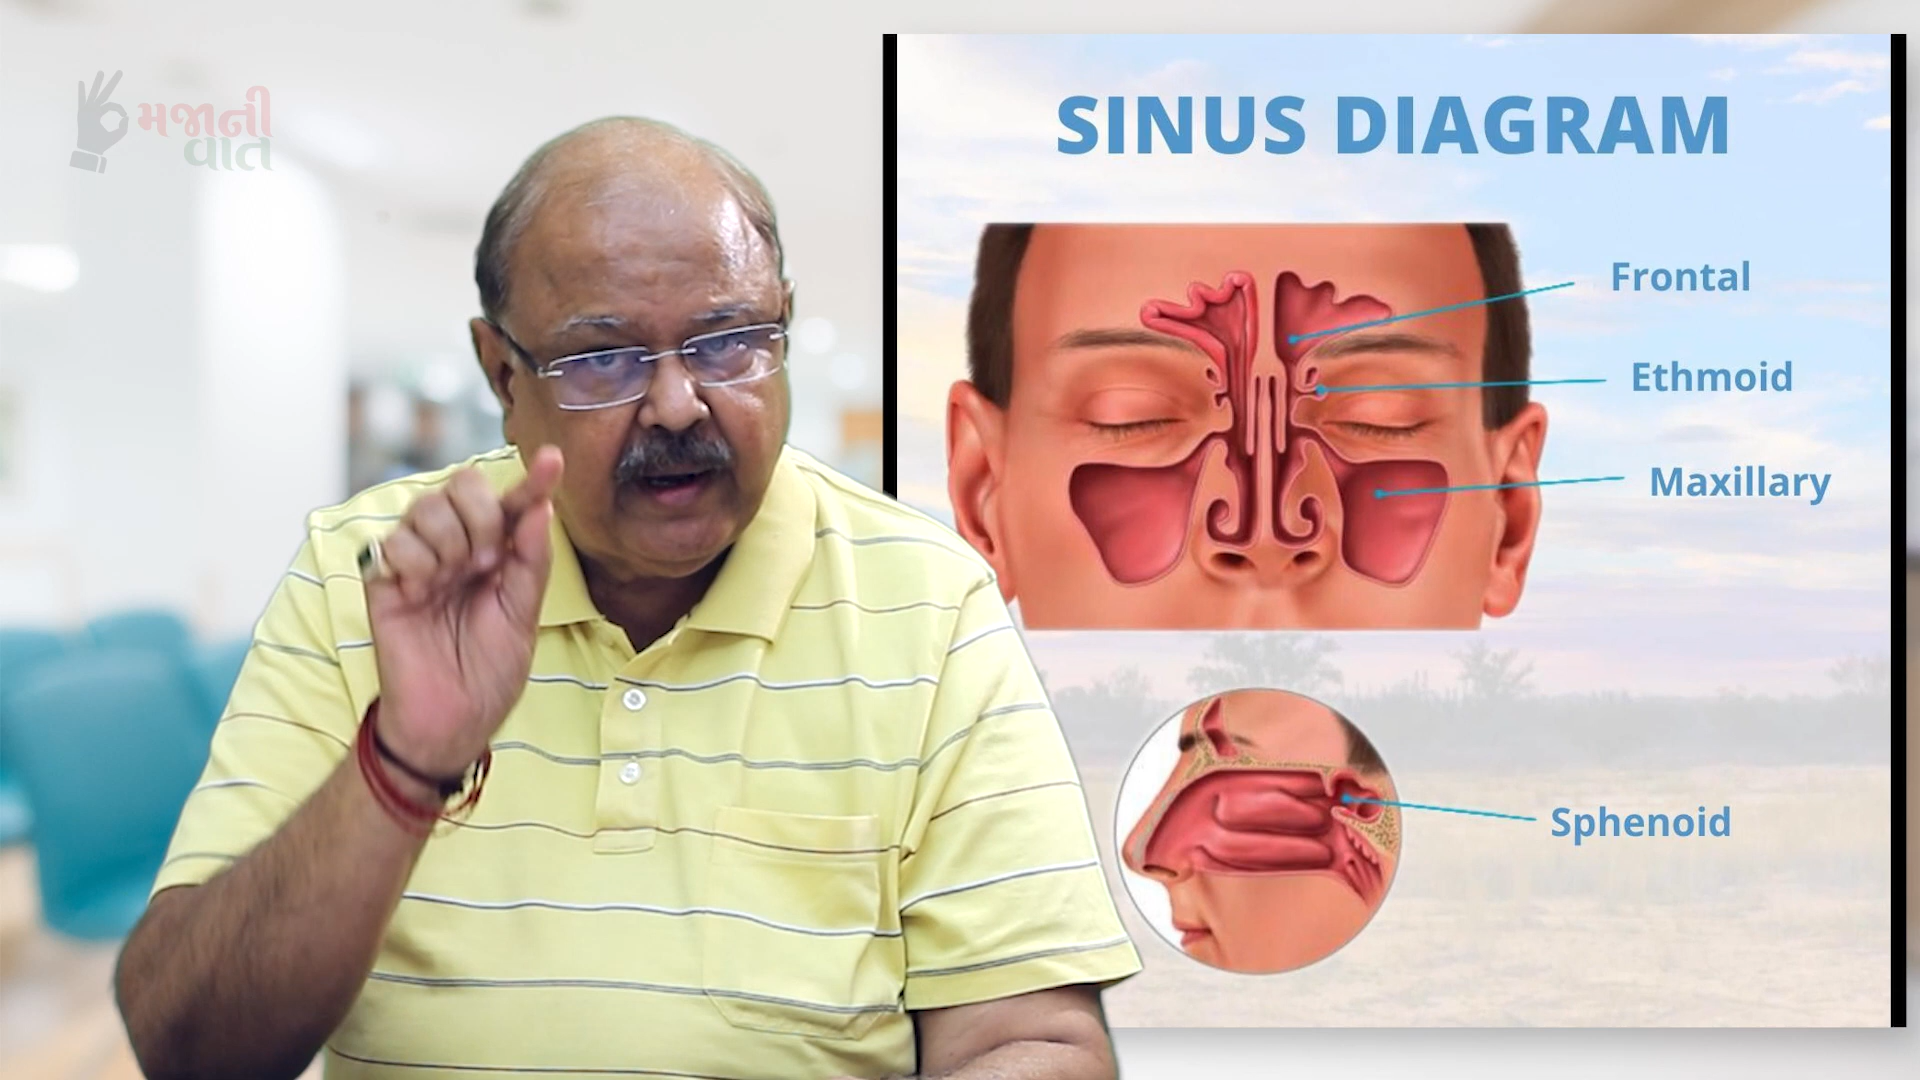 મજાની
વાત
SINUS DIAGRAM
Frontal
Ethmoid
Maxillary
Sphenoid